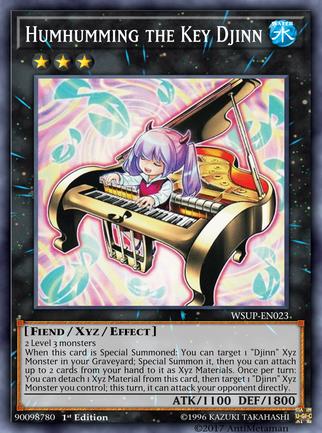 Humhumming the Key Djinn
WATER
水
WSUP-EN023
[Fiend / Xyz / Effect]
2 Level 3 monsters
When this card is Special Summoned: You can target 1 "Djinn" Xyz
Monster in your Graveyard; Special Summon it, then you can attach
up to 2 cards from your hand to it as Xyz Materials. Once per turn:
You can detach 1 Xyz Material from this card, then target 1 "Djinn" Xyz
Monster you control; this turn, it can attack your opponent directly.
ATK/1100 DEF/1800
90098780 1st Edition ©1996 KAZUKI TAKAHASHI
©2017 AntiMetaman